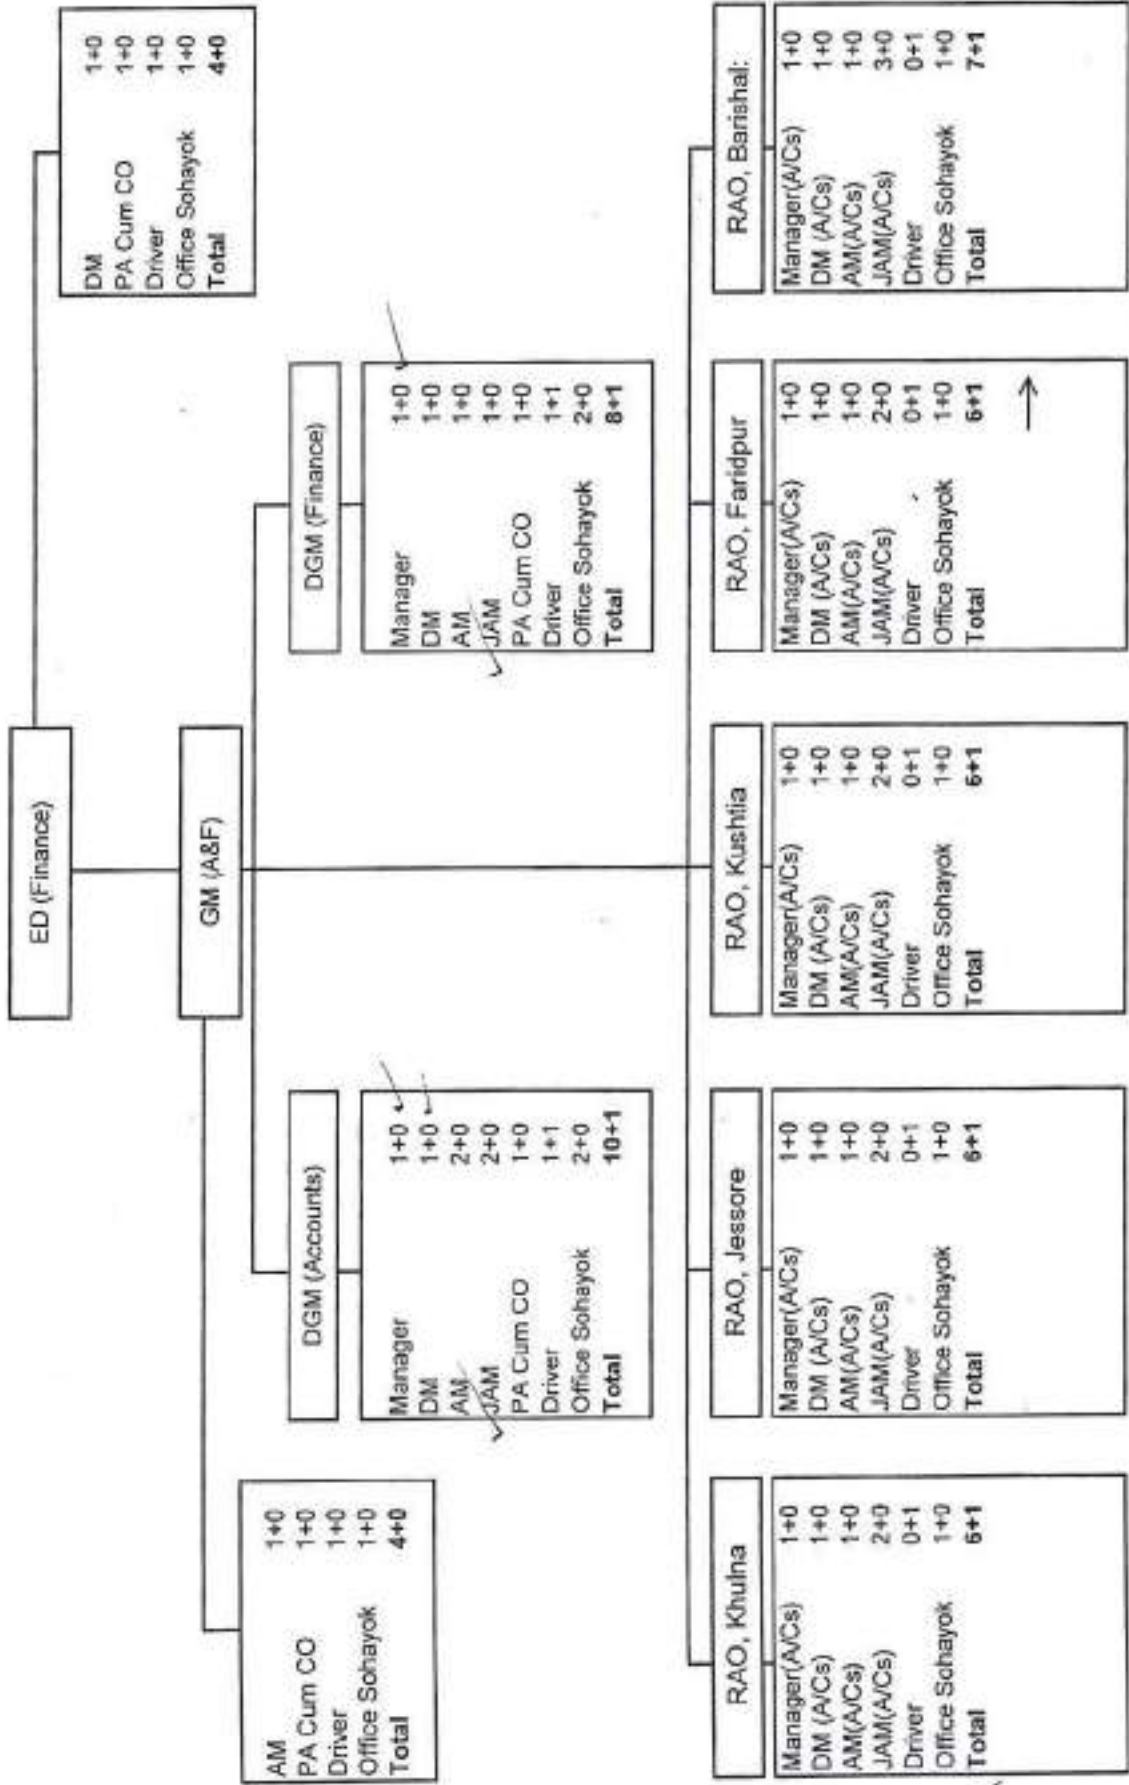 ED (Finance)
DM 1+0
PA Cum CO 1+0
Driver 1+0
Office Sohayok 1+0
Total 4+0
GM (A&F)
AM 1+0
PA Cum CO 1+0
Driver 1+0
Office Sohayok 1+0
Total 4+0
DGM (Accounts)
Manager 1+0
DM 1+0
AM 2+0
JAM 2+0
PA Cum CO 1+0
Driver 1+1
Office Sohayok 2+0
Total 10+1
DGM (Finance)
Manager 1+0
DM 1+0
AM 1+0
JAM 1+0
PA Cum CO 1+0
Driver 1+1
Office Sohayok 2+0
Total 8+1
RAO, Khulna
Manager(A/Cs) 1+0
DM (A/Cs) 1+0
AM(A/Cs) 1+0
JAM(A/Cs) 2+0
Driver 0+1
Office Sohayok 1+0
Total 6+1
RAO, Jessore
Manager(A/Cs) 1+0
DM (A/Cs) 1+0
AM(A/Cs) 1+0
JAM(A/Cs) 2+0
Driver 0+1
Office Sohayok 1+0
Total 6+1
RAO, Kushtia
Manager(A/Cs) 1+0
DM (A/Cs) 1+0
AM(A/Cs) 1+0
JAM(A/Cs) 2+0
Driver 0+1
Office Sohayok 1+0
Total 6+1
RAO, Faridpur
Manager(A/Cs) 1+0
DM (A/Cs) 1+0
AM(A/Cs) 1+0
JAM(A/Cs) 2+0
Driver 0+1
Office Sohayok 1+0
Total 6+1
RAO, Barishal:
Manager(A/Cs) 1+0
DM (A/Cs) 1+0
AM(A/Cs) 1+0
JAM(A/Cs) 3+0
Driver 0+1
Office Sohayok 1+0
Total 7+1